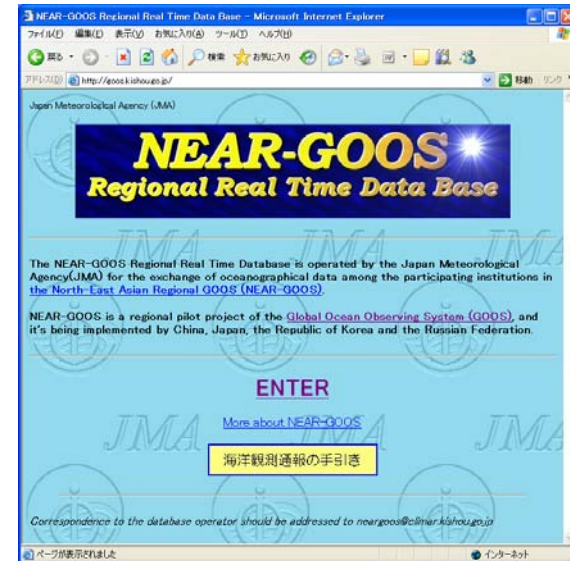 NEAR-GOOS Regional Real Time Data Base - Microsoft Internet Explorer
ファイル(F) 編集(E) 表示(V) お気に入り(A) ツール(T) ヘルプ(H)
戻る 検索 お気に入り
アドレス(D) http://goos.kishou.go.jp/ 移動 リンク
Japan Meteorological Agency (JMA)
NEAR-GOOS
Regional Real Time Data Base
The NEAR-GOOS Regional Real Time Database is operated by the Japan Meteorological
Agency(JMA) for the exchange of oceanographical data among the participating institutions in
the North-East Asian Regional GOOS (NEAR-GOOS).
NEAR-GOOS is a regional pilot project of the Global Ocean Observing System (GOOS), and
it's being implemented by China, Japan, the Republic of Korea and the Russian Federation.
ENTER
More about NEAR-GOOS
JMA JMA JMA
海洋観測通報の手引き
Correspondence to the database operator should be addressed to neargoos@climar.kishou.go.jp
ページが表示されました インターネット